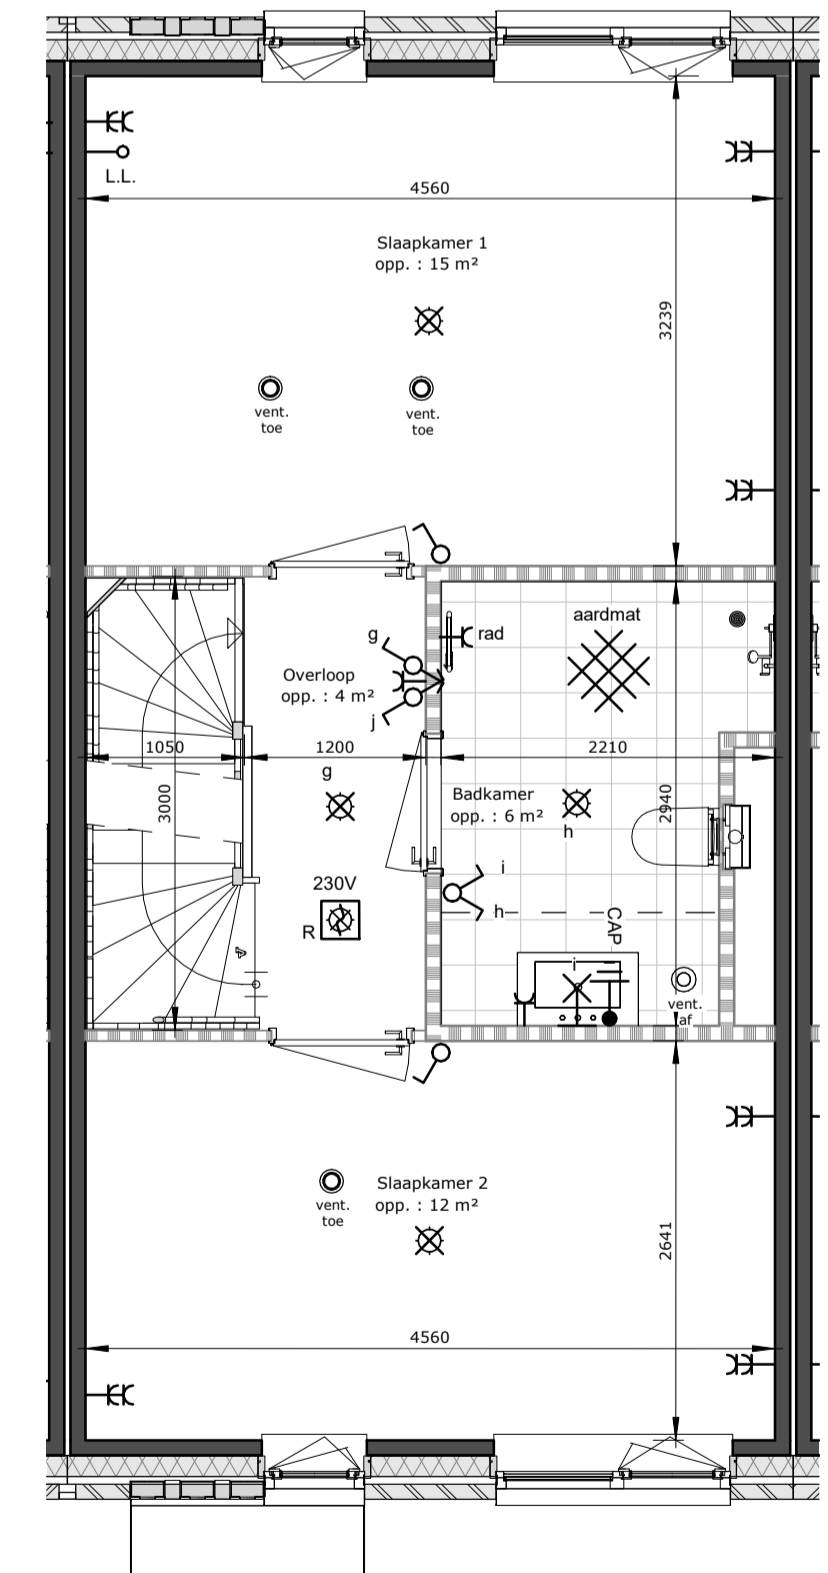 L.L.
4560
Slaapkamer 1
opp. : 15 m²
3239
vent.
toe
vent.
toe
g
rad
aardmat
Overloop
opp. : 4 m²
j
1050
1200
2210
g
3000
Badkamer
opp. : 6 m²
2940
h
i
230V
h
CAP
R
i
vent.
af
Slaapkamer 2
opp. : 12 m²
vent.
toe
2641
4560